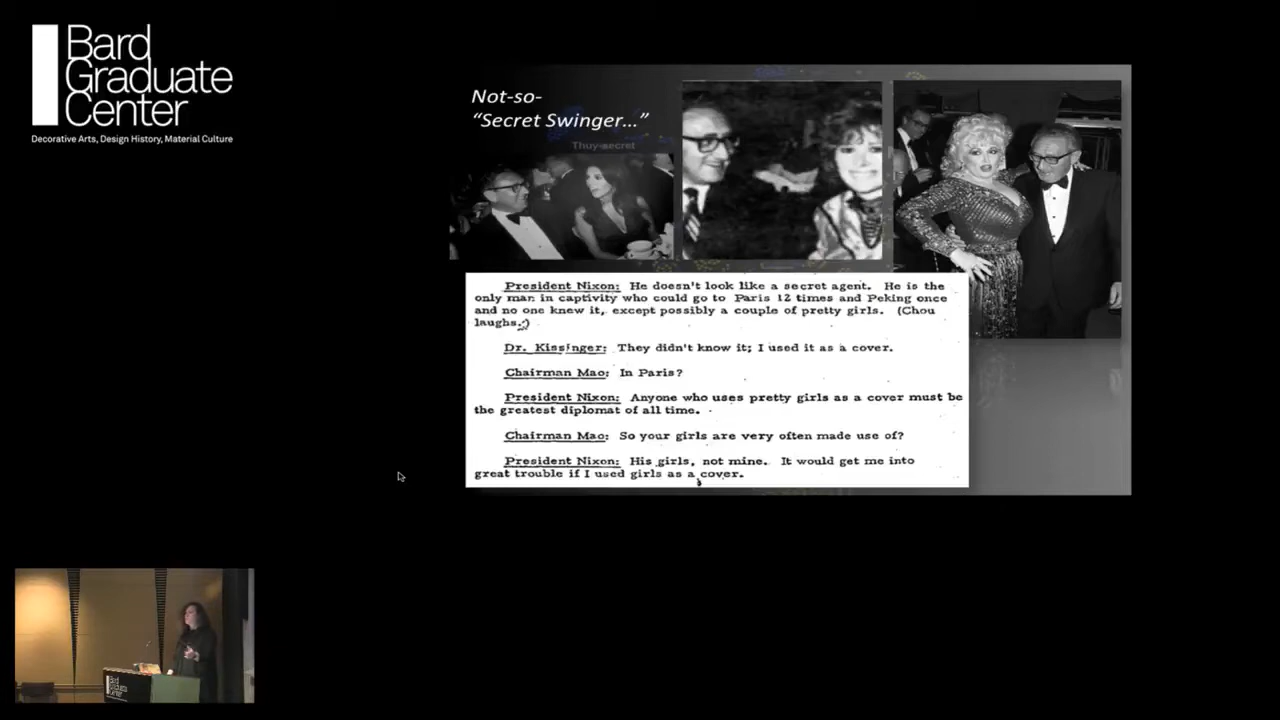 Bard
Graduate
Center
Decorative Arts, Design History, Material Culture
Not-so-
“Secret Swinger...”
Thuy-secret
President Nixon: He doesn't look like a secret agent. He is the
only man in captivity who could go to Paris 12 times and Peking once
and no one knew it, except possibly a couple of pretty girls. (Chou
laughs.)
Dr. Kissinger: They didn't know it; I used it as a cover.
Chairman Mao: In Paris?
President Nixon: Anyone who uses pretty girls as a cover must be
the greatest diplomat of all time.
Chairman Mao: So your girls are very often made use of?
President Nixon: His girls, not mine. It would get me into
great trouble if I used girls as a cover.
Bard
Graduate
Center